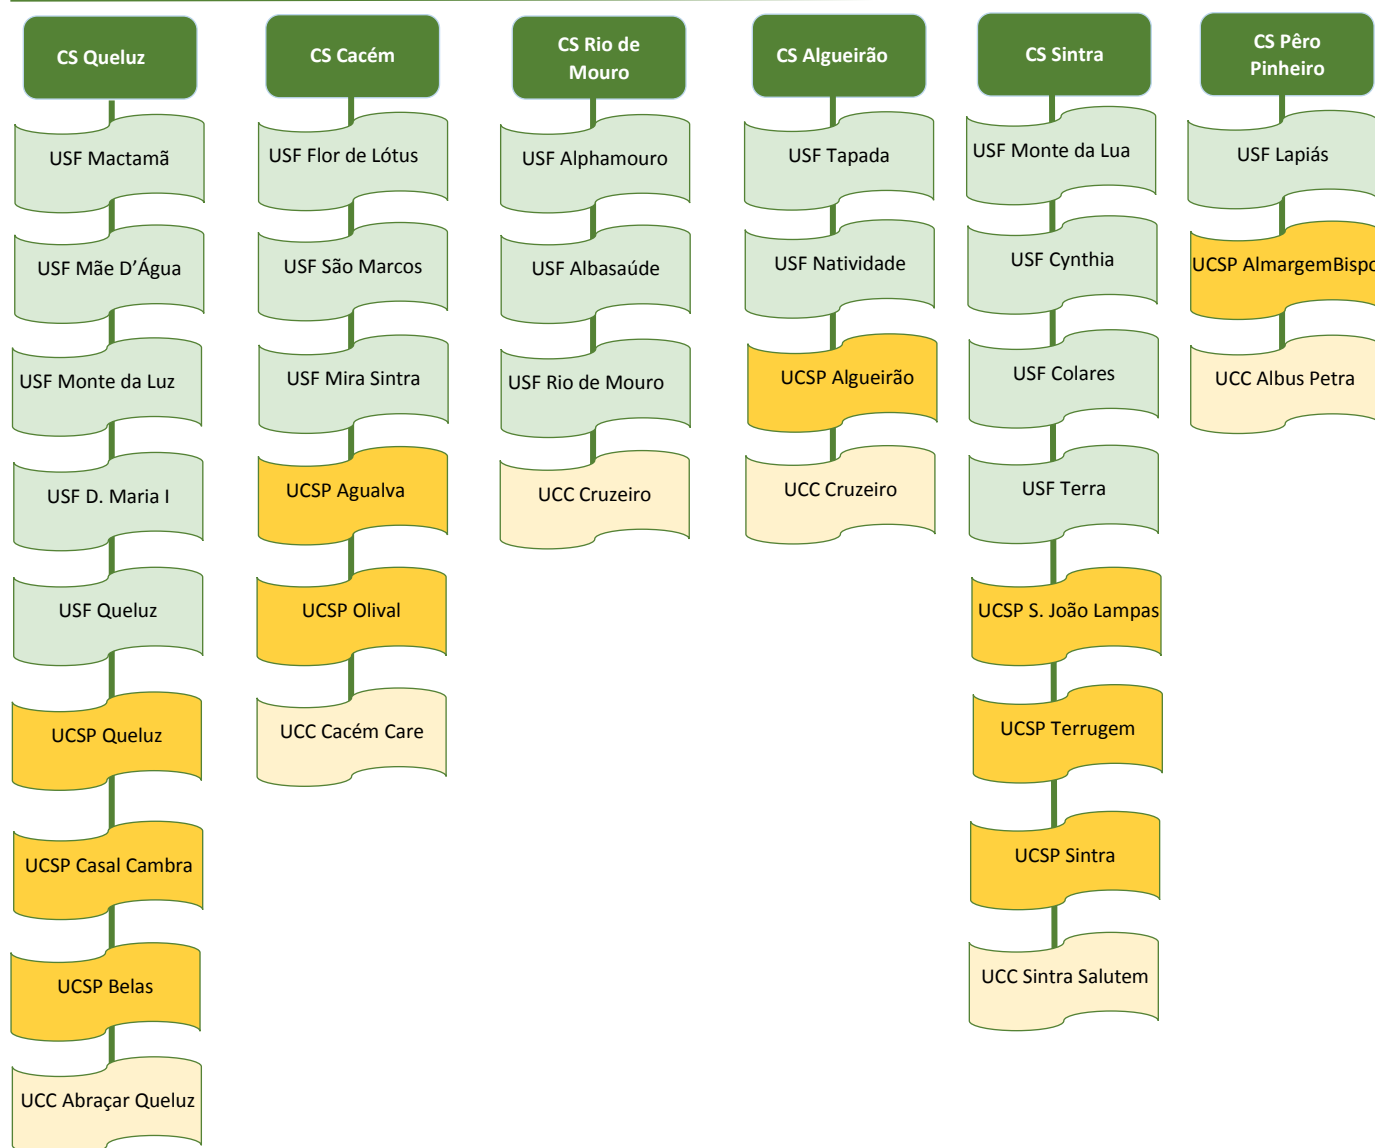 CS Queluz
USF Mactamã
USF Mãe D’Água
USF Monte da Luz
USF D. Maria I
USF Queluz
UCSP Queluz
UCSP Casal Cambra
UCSP Belas
UCC Abraçar Queluz
CS Cacém
USF Flor de Lótus
USF São Marcos
USF Mira Sintra
UCSP Agualva
UCSP Olival
UCC Cacém Care
CS Rio de
Mouro
USF Alphamouro
USF Albasaúde
USF Rio de Mouro
UCC Cruzeiro
CS Algueirão
USF Tapada
USF Natividade
UCSP Algueirão
UCC Cruzeiro
CS Sintra
USF Monte da Lua
USF Cynthia
USF Colares
USF Terra
UCSP S. João Lampas
UCSP Terrugem
UCSP Sintra
UCC Sintra Salutem
CS Pêro
Pinheiro
USF Lapiás
UCSP AlmargemBispo
UCC Albus Petra